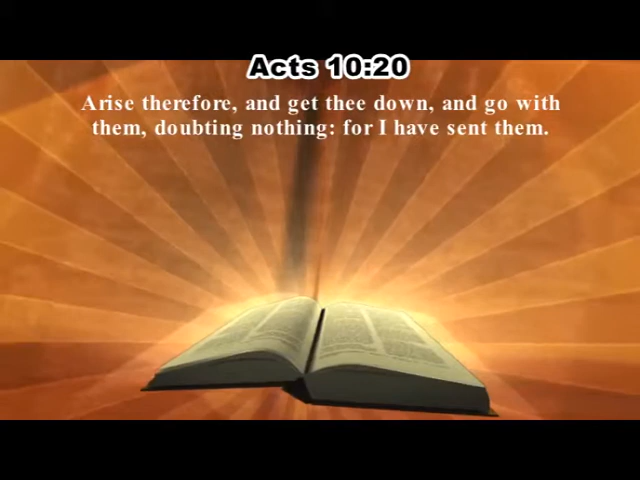 Acts 10:20
Arise therefore, and get thee down, and go with
them, doubting nothing: for I have sent them.